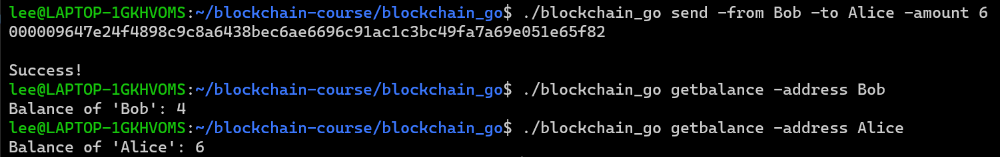 lee@LAPTOP-1GKHVOMS:~/blockchain-course/blockchain_go$ ./blockchain_go send -from Bob -to Alice -amount 6
0000009647e24f4898c9c8a6438bec6ae6696c91ac1c3bc49fa7a69e051e65f82
Success!
lee@LAPTOP-1GKHVOMS:~/blockchain-course/blockchain_go$ ./blockchain_go getbalance -address Bob
Balance of 'Bob': 4
lee@LAPTOP-1GKHVOMS:~/blockchain-course/blockchain_go$ ./blockchain_go getbalance -address Alice
Balance of 'Alice': 6